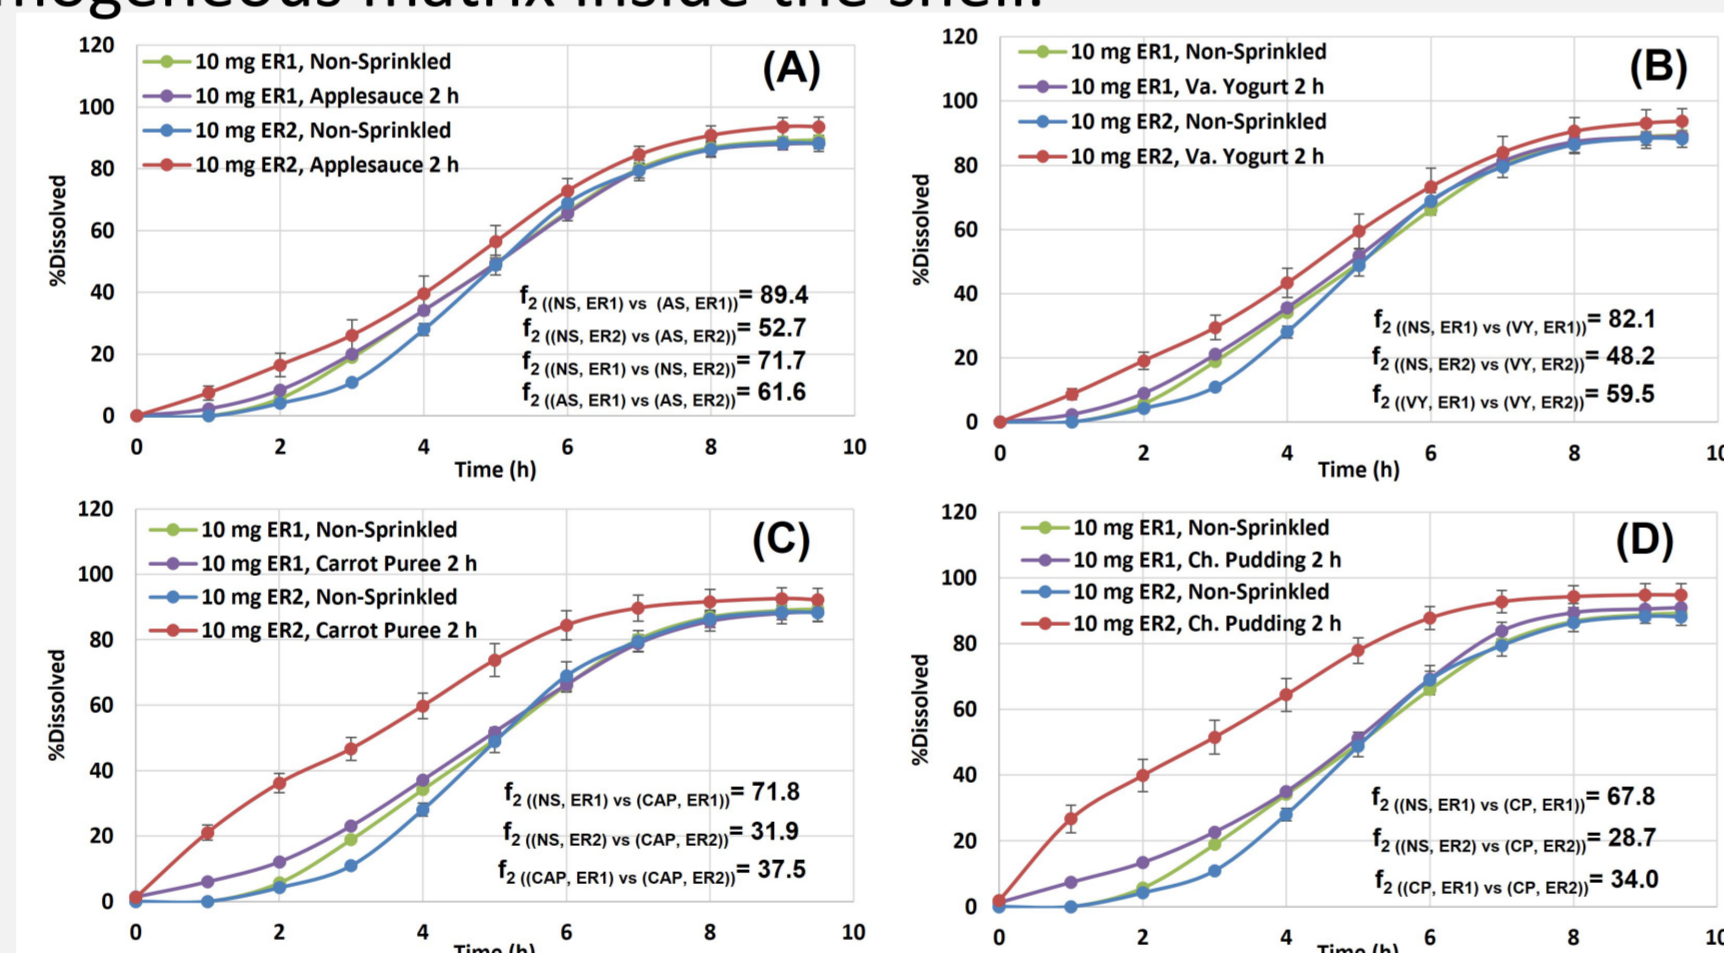 mogeneous matrix inside the shell.
(A)
10 mg ER1, Non-Sprinkled
10 mg ER1, Applesauce 2 h
10 mg ER2, Non-Sprinkled
10 mg ER2, Applesauce 2 h
120
100
80
60
40
20
0
%Dissolved
f2 ((NS, ER1) vs (AS, ER1))= 89.4
f2 ((NS, ER2) vs (AS, ER2))= 52.7
f2 ((NS, ER1) vs (NS, ER2))= 71.7
f2 ((AS, ER1) vs (AS, ER2))= 61.6
0 2 4 6 8 10
Time (h)
(B)
10 mg ER1, Non-Sprinkled
10 mg ER1, Va. Yogurt 2 h
10 mg ER2, Non-Sprinkled
10 mg ER2, Va. Yogurt 2 h
120
100
80
60
40
20
0
%Dissolved
f2 ((NS, ER1) vs (VY, ER1))= 82.1
f2 ((NS, ER2) vs (VY, ER2))= 48.2
f2 ((VY, ER1) vs (VY, ER2))= 59.5
0 2 4 6 8 10
Time (h)
(C)
10 mg ER1, Non-Sprinkled
10 mg ER1, Carrot Puree 2 h
10 mg ER2, Non-Sprinkled
10 mg ER2, Carrot Puree 2 h
120
100
80
60
40
20
0
%Dissolved
f2 ((NS, ER1) vs (CAP, ER1))= 71.8
f2 ((NS, ER2) vs (CAP, ER2))= 31.9
f2 ((CAP, ER1) vs (CAP, ER2))= 37.5
0 2 4 6 8 10
Time (h)
(D)
10 mg ER1, Non-Sprinkled
10 mg ER1, Ch. Pudding 2 h
10 mg ER2, Non-Sprinkled
10 mg ER2, Ch. Pudding 2 h
120
100
80
60
40
20
0
%Dissolved
f2 ((NS, ER1) vs (CP, ER1))= 67.8
f2 ((NS, ER2) vs (CP, ER2))= 28.7
f2 ((CP, ER1) vs (CP, ER2))= 34.0
0 2 4 6 8 10
Time (h)